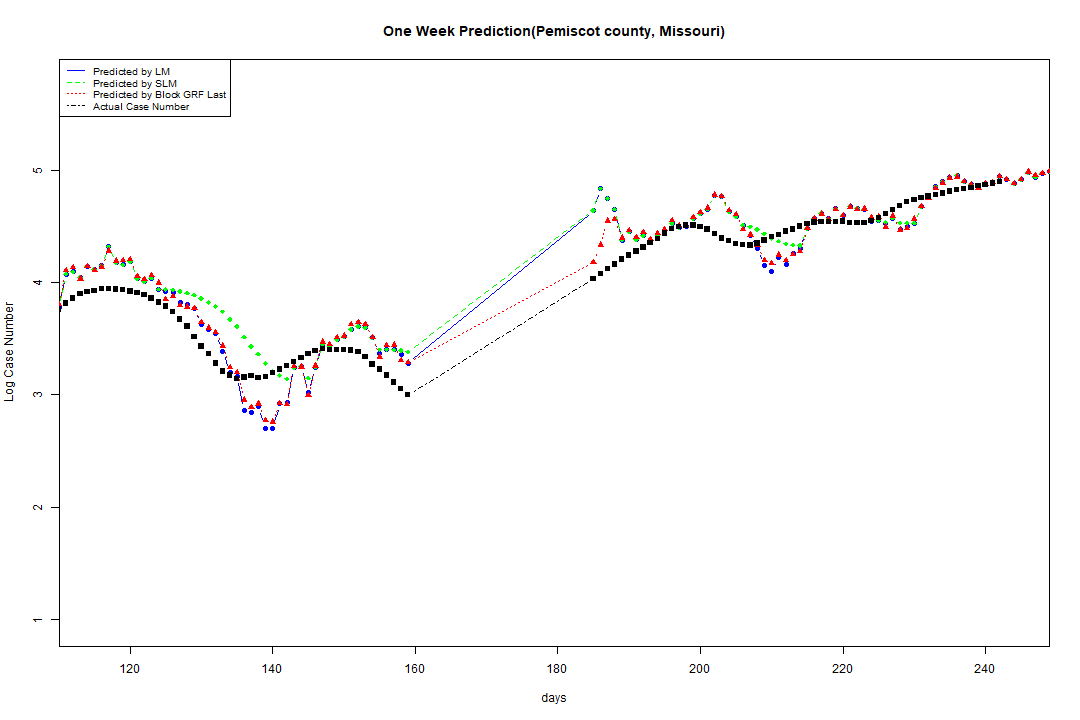 One Week Prediction(Pemiscot county, Missouri)
Predicted by LM
Predicted by SLM
Predicted by Block GRF Last
Actual Case Number
5
4
3
2
1
Log Case Number
120 140 160 180 200 220 240
days